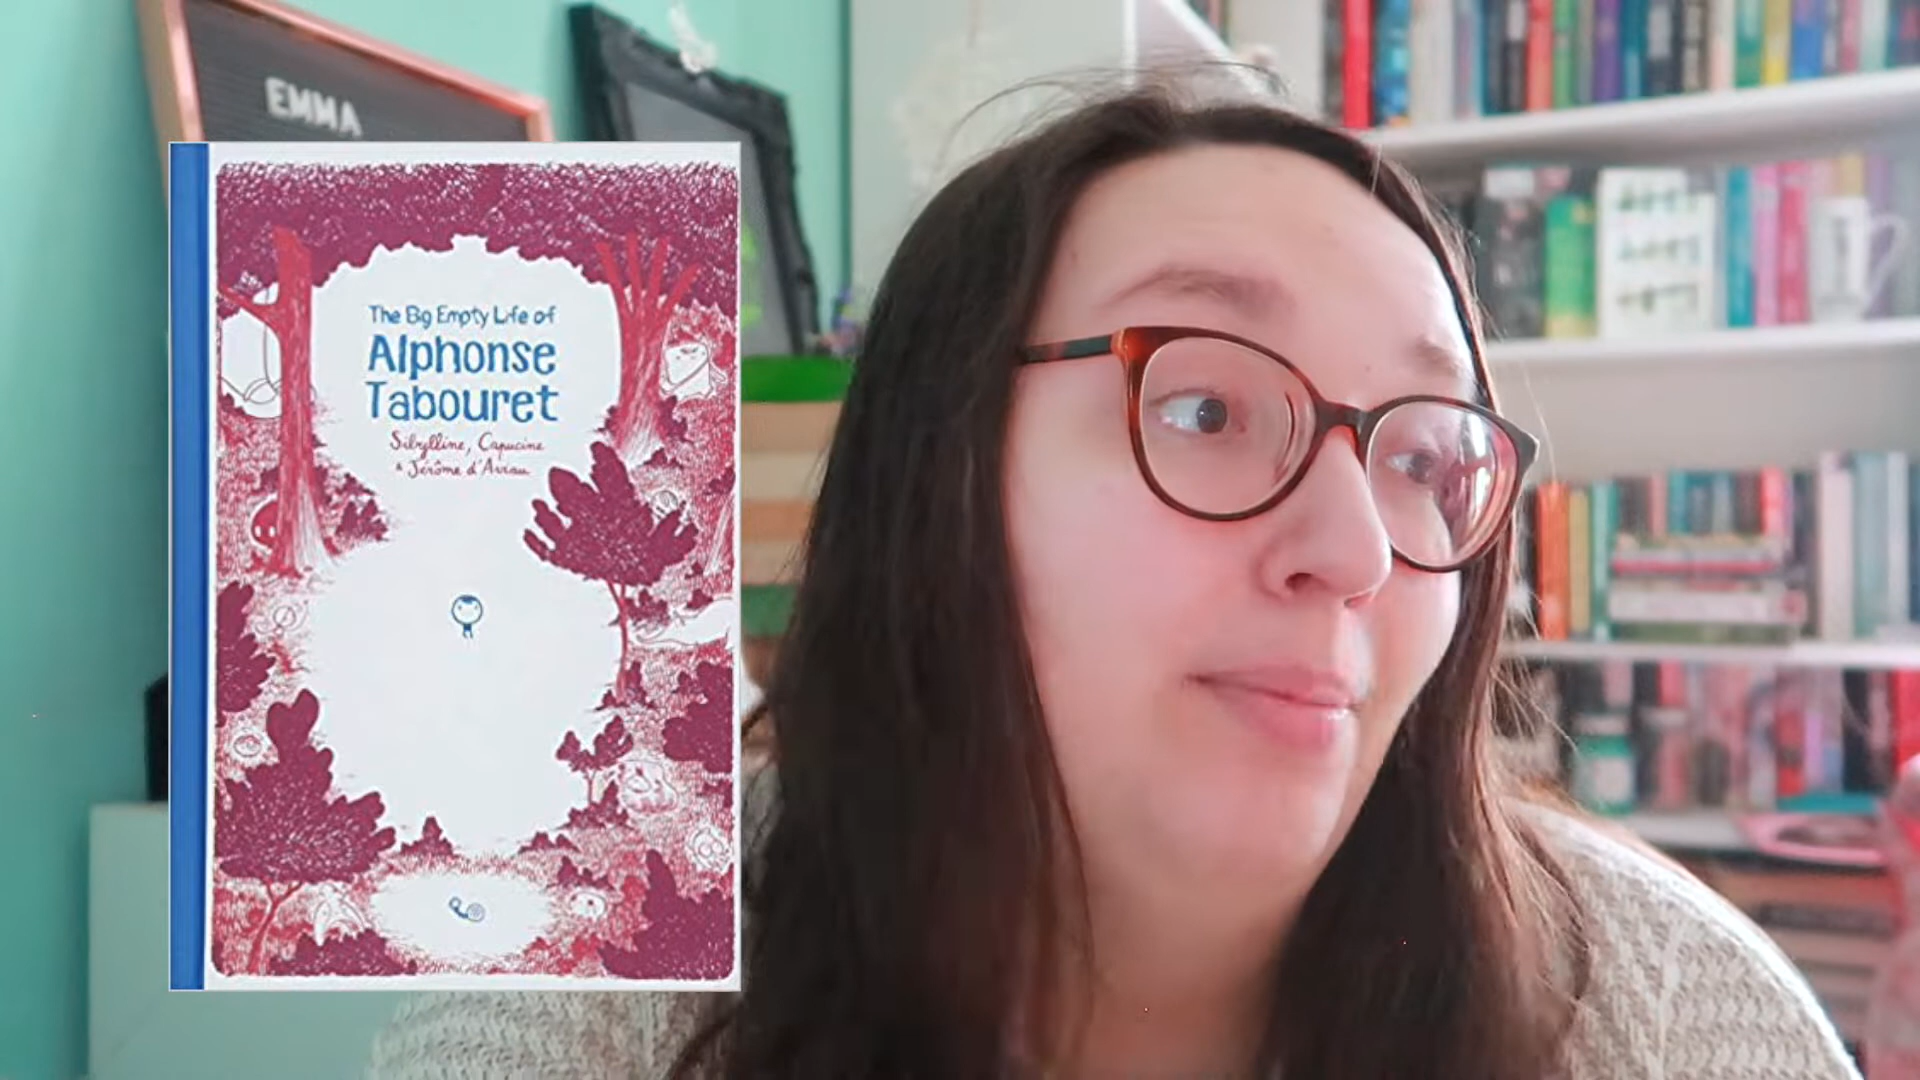 EMMA
The Big Empty Life of
Alphonse
Tabouret
Sibylline, Capucine
& Jérôme d'Aviau